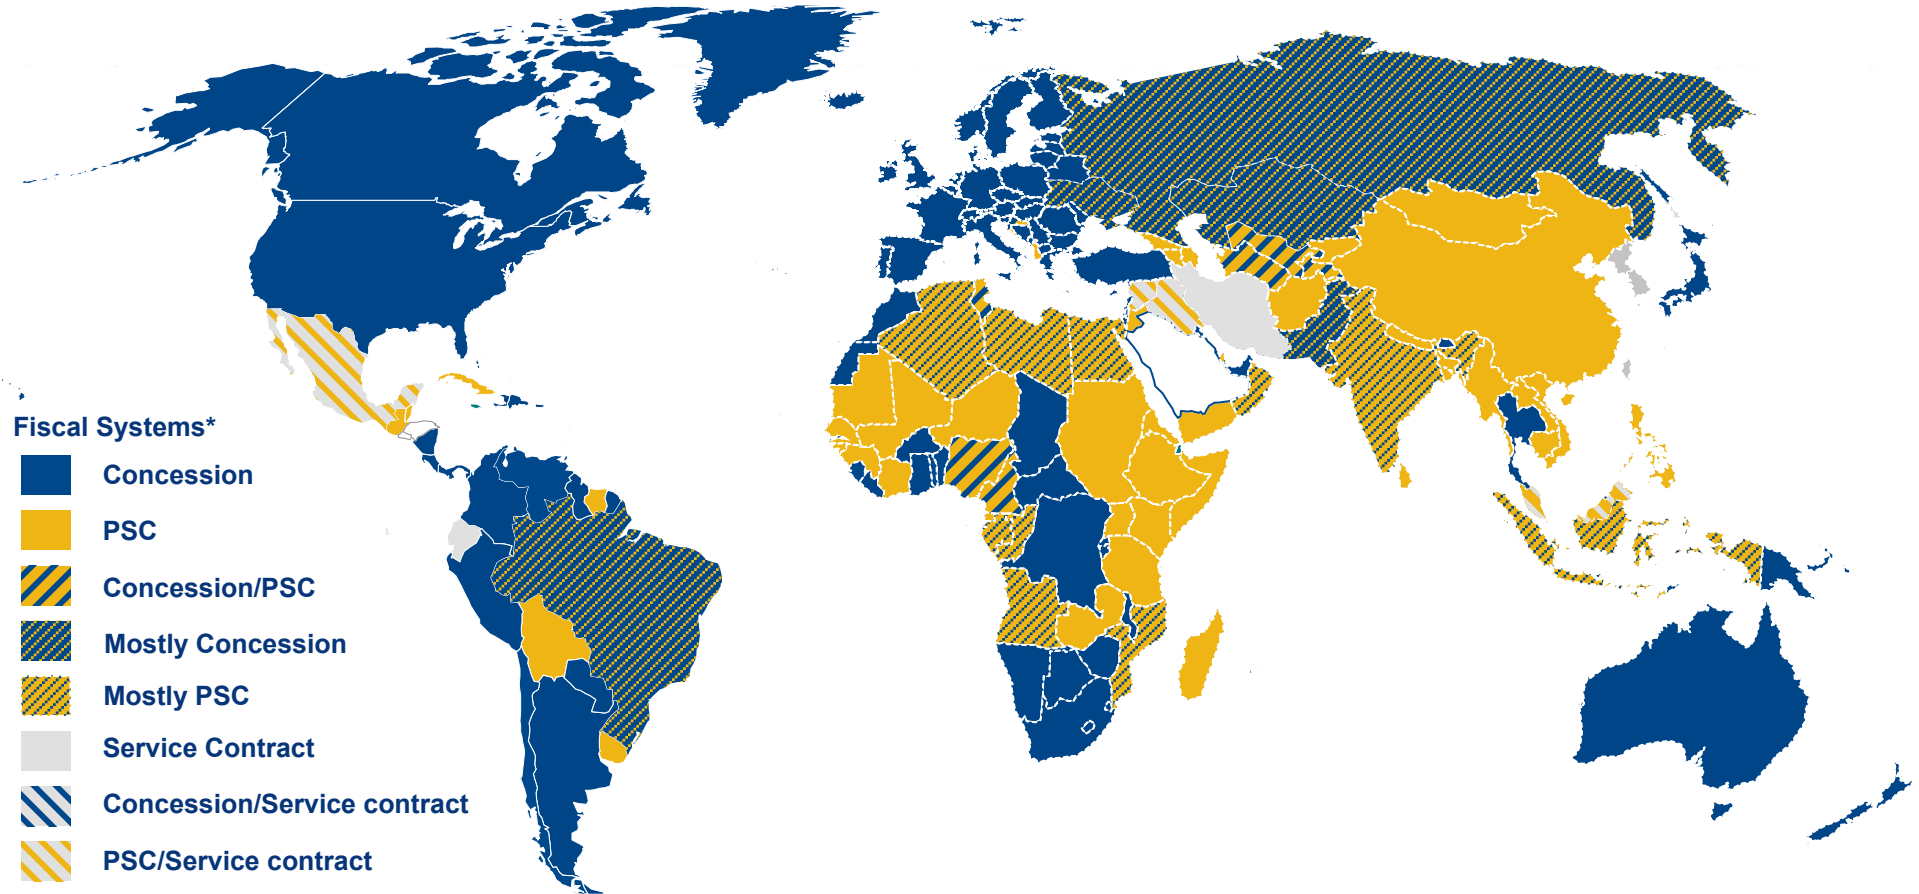 Fiscal Systems*
Concession
PSC
Concession/PSC
Mostly Concession
Mostly PSC
Service Contract
Concession/Service contract
PSC/Service contract